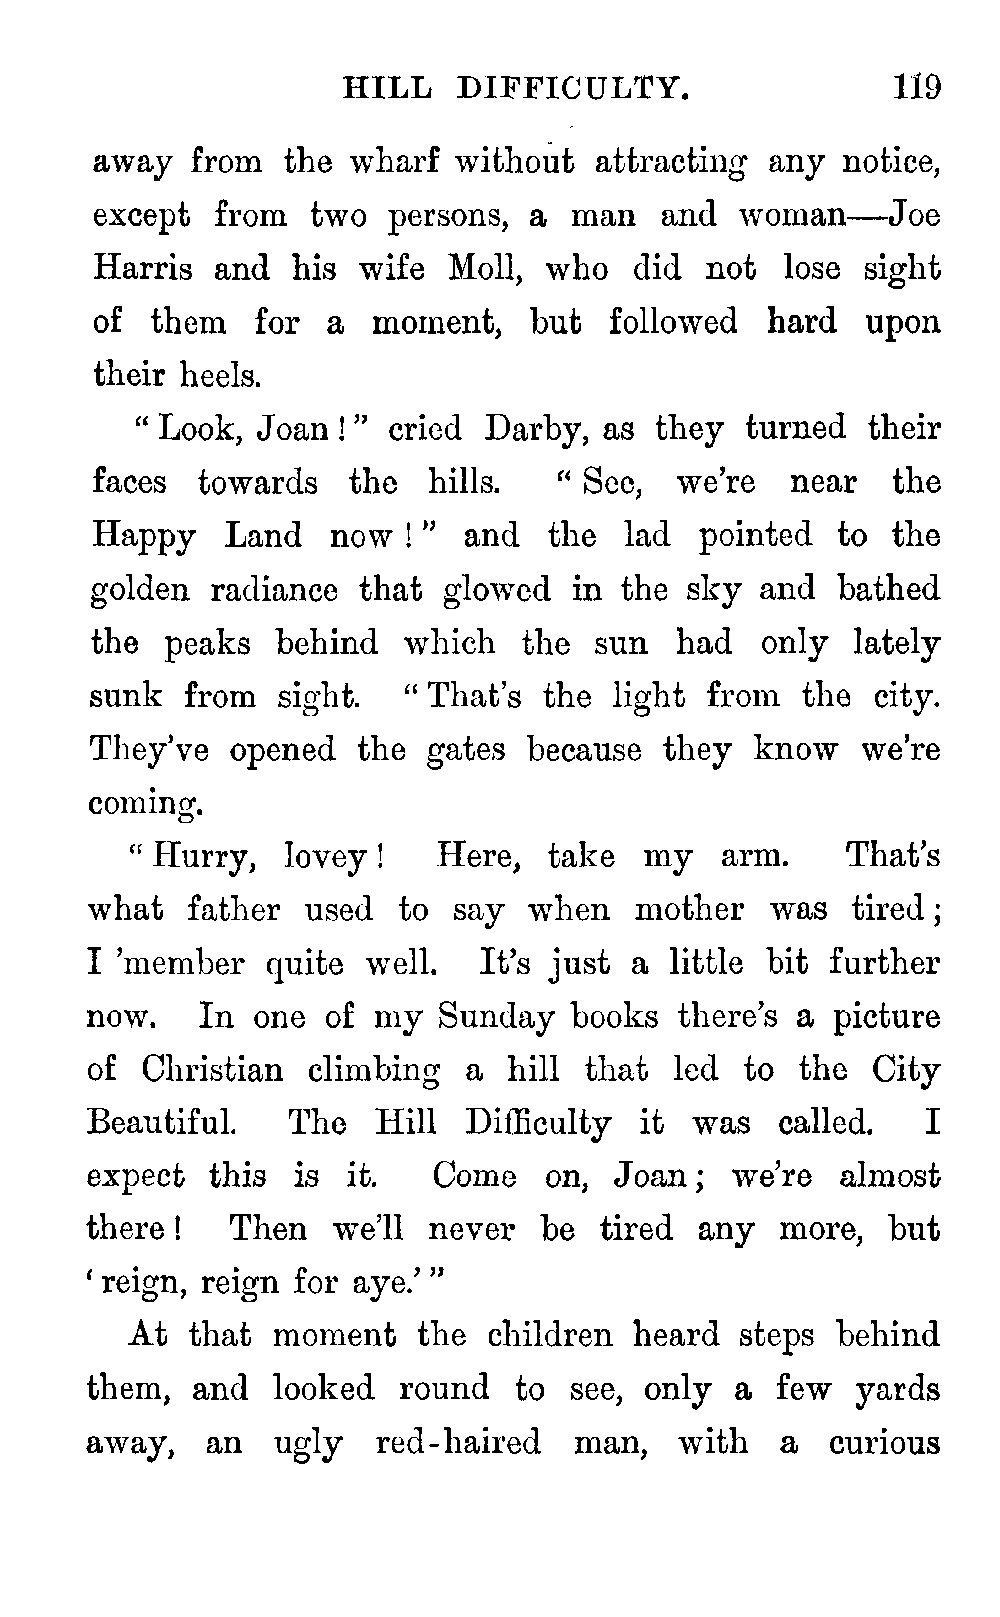 HILL DIFFICULTY. 119
away from the wharf without attracting any notice,
except from two persons, a man and woman—Joe
Harris and his wife Moll, who did not lose sight
of them for a moment, but followed hard upon
their heels.
“ Look, Joan ! ” cried Darby, as they turned their
faces towards the hills. “ See, we’re near the
Happy Land now ! ” and the lad pointed to the
golden radiance that glowed in the sky and bathed
the peaks behind which the sun had only lately
sunk from sight. “ That’s the light from the city.
They’ve opened the gates because they know we’re
coming.
“ Hurry, lovey ! Here, take my arm. That’s
what father used to say when mother was tired ;
I ’member quite well. It’s just a little bit further
now. In one of my Sunday books there’s a picture
of Christian climbing a hill that led to the City
Beautiful. The Hill Difficulty it was called. I
expect this is it. Come on, Joan ; we’re almost
there ! Then we’ll never be tired any more, but
‘ reign, reign for aye.’ ”
At that moment the children heard steps behind
them, and looked round to see, only a few yards
away, an ugly red-haired man, with a curious